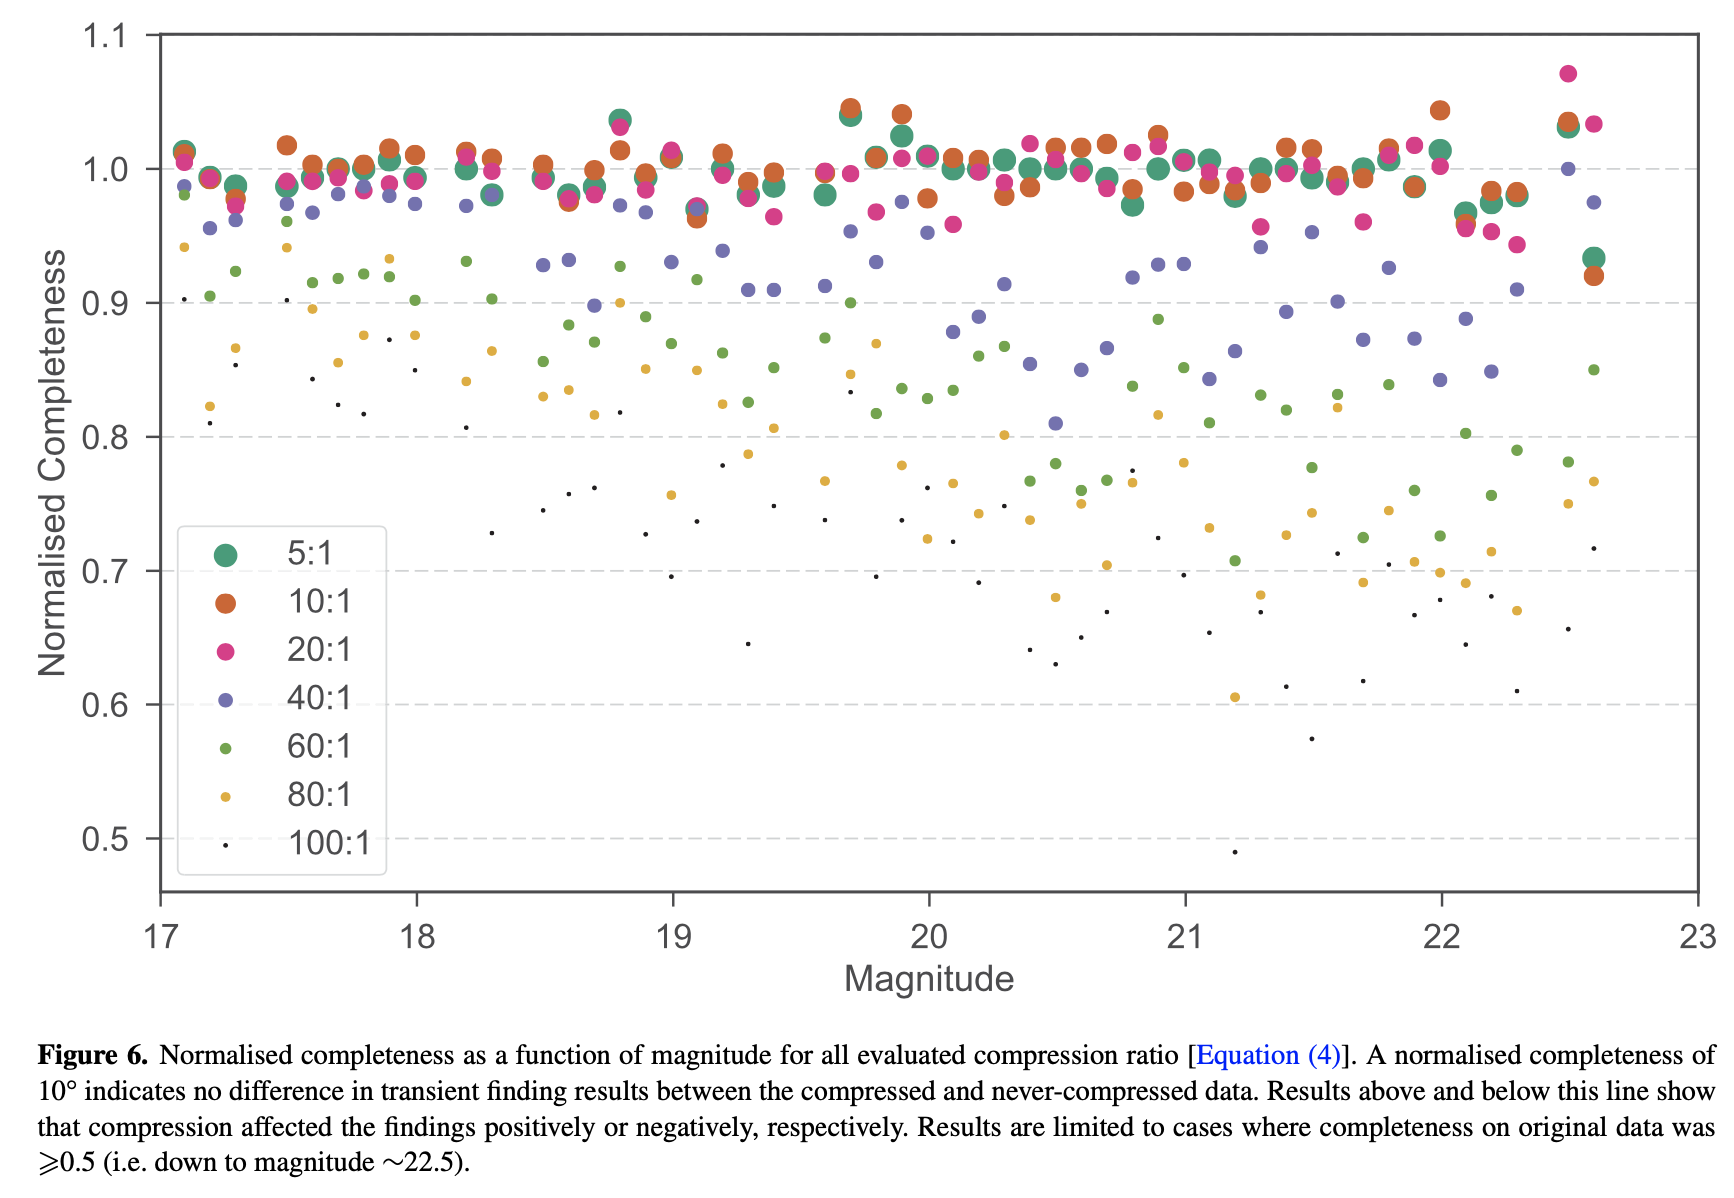 1.1
1.0
0.9
0.8
0.7
0.6
0.5
Normalised Completeness
5:1
10:1
20:1
40:1
60:1
80:1
100:1
17 18 19 20 21 22 23
Magnitude
Figure 6. Normalised completeness as a function of magnitude for all evaluated compression ratio [Equation (4)]. A normalised completeness of
10° indicates no difference in transient finding results between the compressed and never-compressed data. Results above and below this line show
that compression affected the findings positively or negatively, respectively. Results are limited to cases where completeness on original data was
⩾0.5 (i.e. down to magnitude ∼22.5).